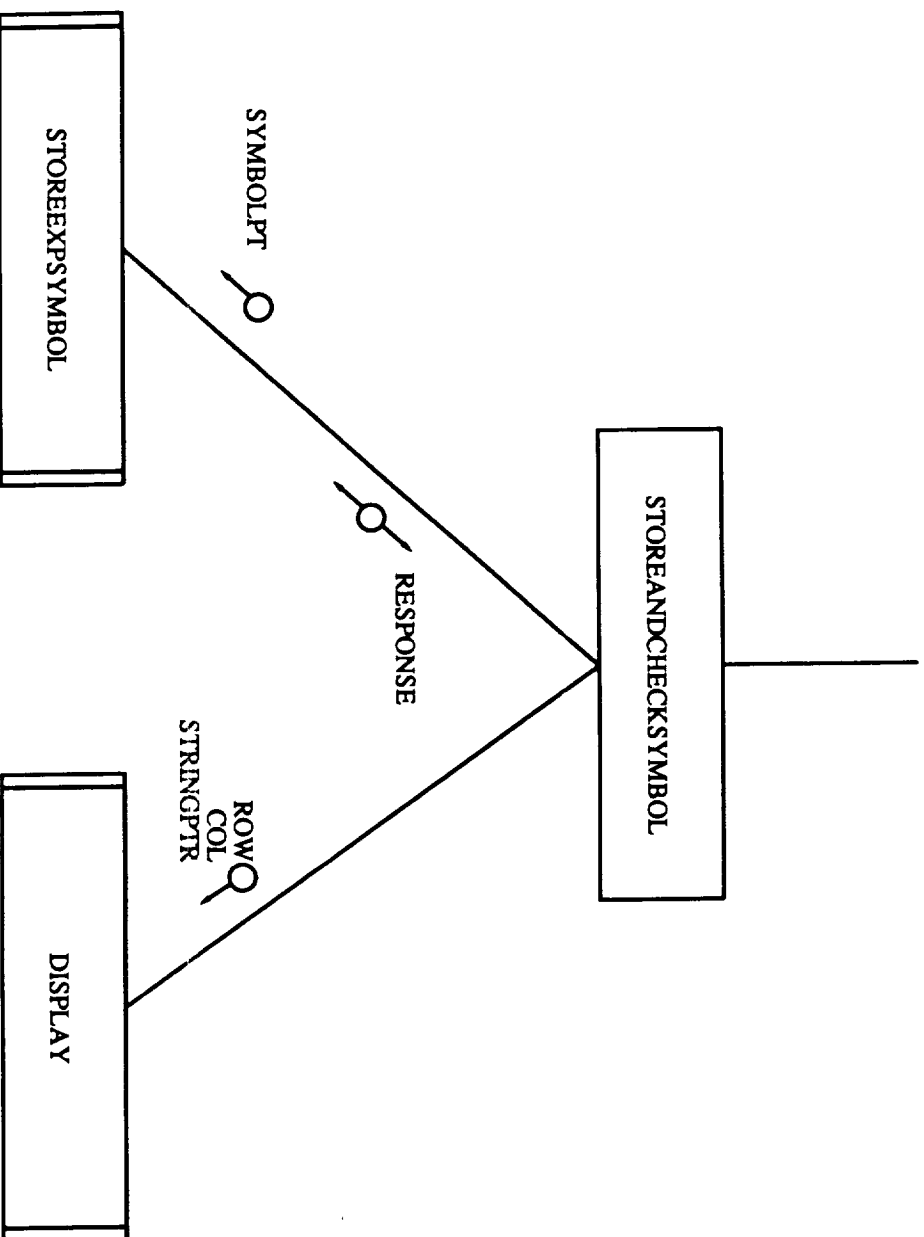 STOREANDCHECKSYMBOL
RESPONSE
SYMBOLPT
ROW
COL
STRINGPTR
STOREEXPSYMBOL
DISPLAY